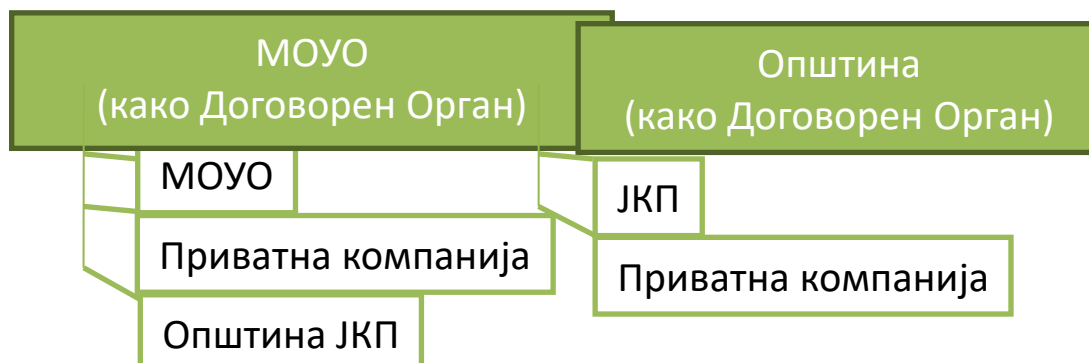 МОУО
(како Договорен Орган)
МОУО
Приватна компанија
Општина ЈКП
Општина
(како Договорен Орган)
ЈКП
Приватна компанија